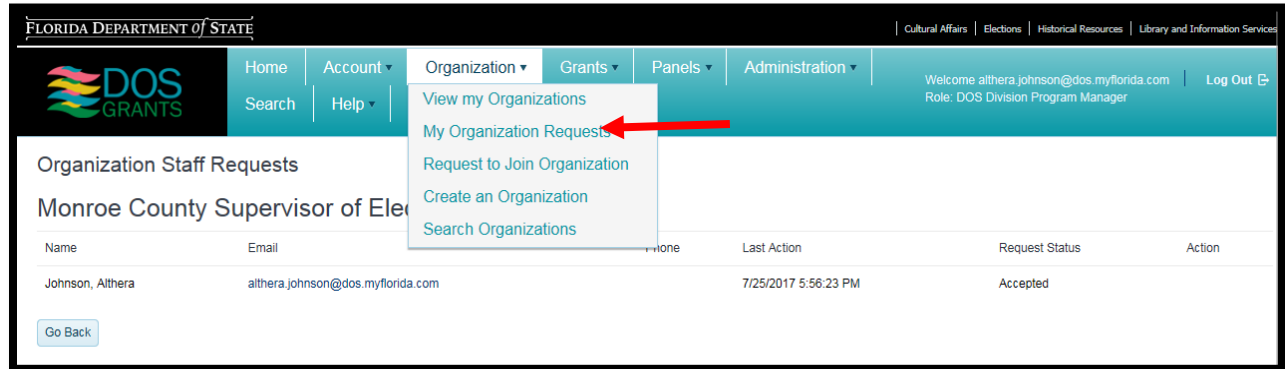 FLORIDA DEPARTMENT Of STATE
Cultural Affairs | Elections | Historical Resources | Library and Information Services
DOS GRANTS
Home Account Organization Grants Panels Administration
Search Help
Welcome althera.johnson@dos.myflorida.com Log Out
Role: DOS Division Program Manager
View my Organizations
My Organization Requests
Request to Join Organization
Create an Organization
Search Organizations
Organization Staff Requests
Monroe County Supervisor of
Name Email Last Action Request Status Action
Johnson, Althera althera.johnson@dos.myflorida.com 7/25/2017 5:56:23 PM Accepted
Go Back